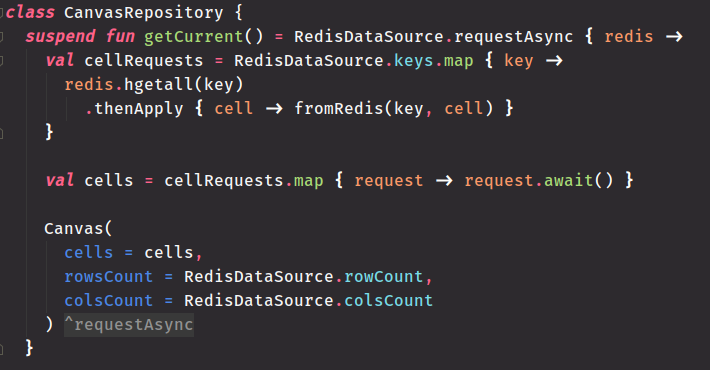 class CanvasRepository {
  suspend fun getCurrent() = RedisDataSource.requestAsync { redis ->
    val cellRequests = RedisDataSource.keys.map { key ->
      redis.hgetall(key)
        .thenApply { cell -> fromRedis(key, cell) }
    }

    val cells = cellRequests.map { request -> request.await() }

    Canvas(
      cells = cells,
      rowsCount = RedisDataSource.rowCount,
      colsCount = RedisDataSource.colsCount
    ) ^requestAsync
  }